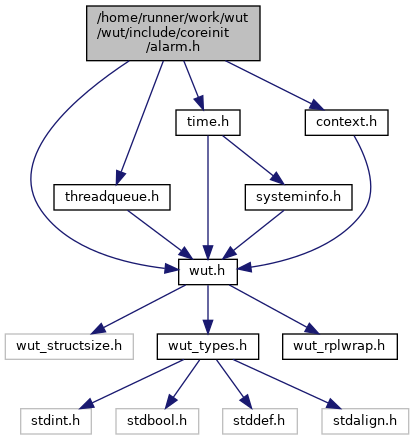 /home/runner/work/wut
/wut/include/coreinit
/alarm.h
time.h
context.h
threadqueue.h
systeminfo.h
wut.h
wut_structsize.h
wut_types.h
wut_rplwrap.h
stdint.h
stdbool.h
stddef.h
stdalign.h